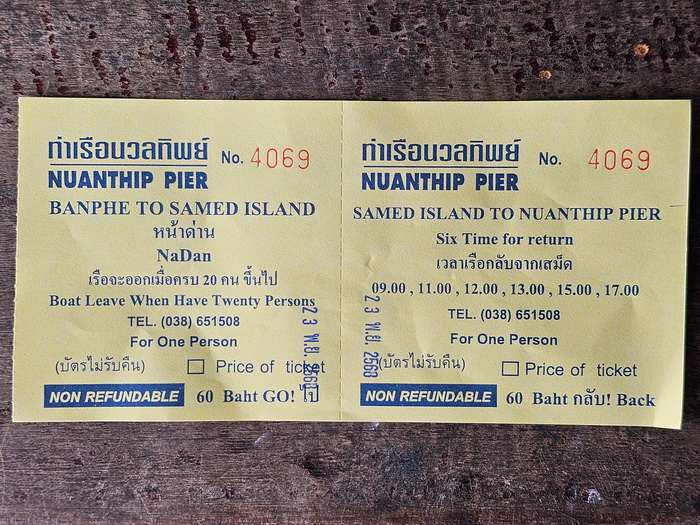 ท่าเรือนวลทิพย์ No. 4069
NUANTHIP PIER
BANPHE TO SAMED ISLAND
หน้าด่าน
NaDan
เรือจะออกเมื่อครบ 20 คน ขึ้นไป
Boat Leave When Have Twenty Persons
TEL. (038) 651508
For One Person
(บัตรไม่รับคืน) Price of ticket
NON REFUNDABLE 60 Baht GO! ไป
23 พ.ย. 2568
ท่าเรือนวลทิพย์ No. 4069
NUANTHIP PIER
SAMED ISLAND TO NUANTHIP PIER
Six Time for return
เวลาเรือกลับจากเสม็ด
09.00 , 11.00 , 12.00 , 13.00 , 15.00 , 17.00
TEL. (038) 651508
For One Person
(บัตรไม่รับคืน) Price of ticket
NON REFUNDABLE 60 Baht กลับ! Back
23 พ.ย. 2568